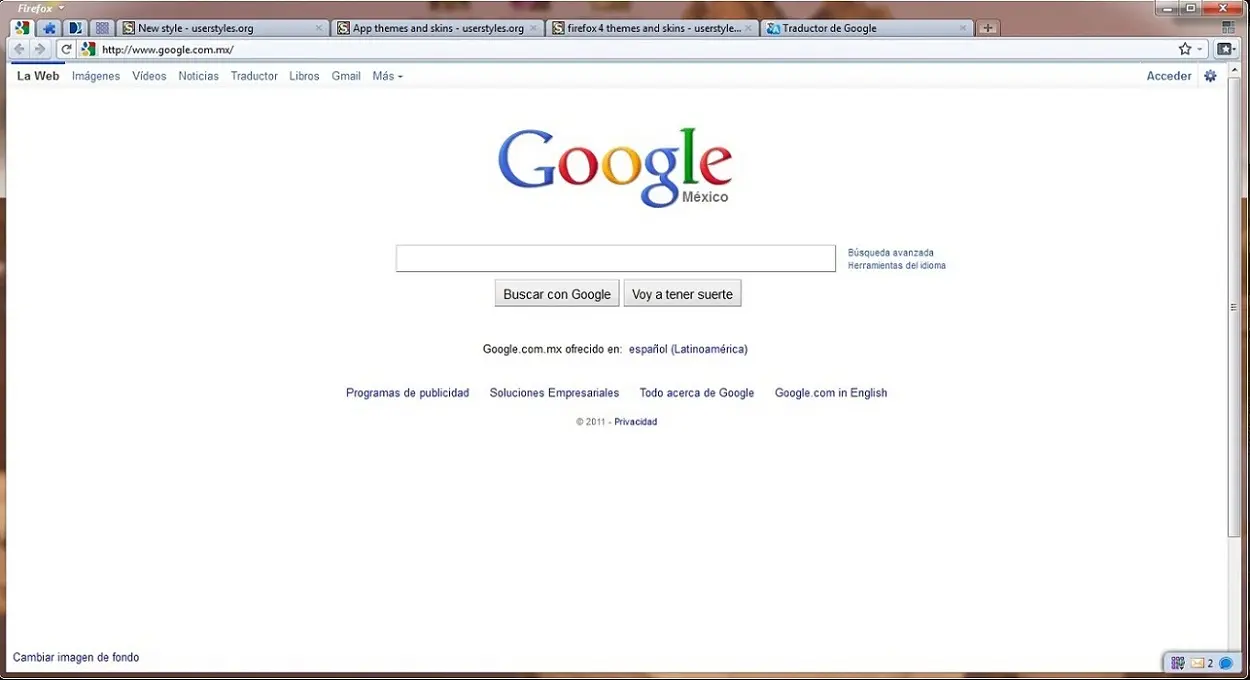 Firefox
New style - userstyles.org
App themes and skins - userstyles.org
firefox 4 themes and skins - userstyle...
Traductor de Google
http://www.google.com.mx/
La Web Imágenes Vídeos Noticias Traductor Libros Gmail Más
Acceder
Google
México
Búsqueda avanzada
Herramientas del idioma
Buscar con Google
Voy a tener suerte
Google.com.mx ofrecido en: español (Latinoamérica)
Programas de publicidad Soluciones Empresariales Todo acerca de Google Google.com in English
© 2011 - Privacidad
Cambiar imagen de fondo
2